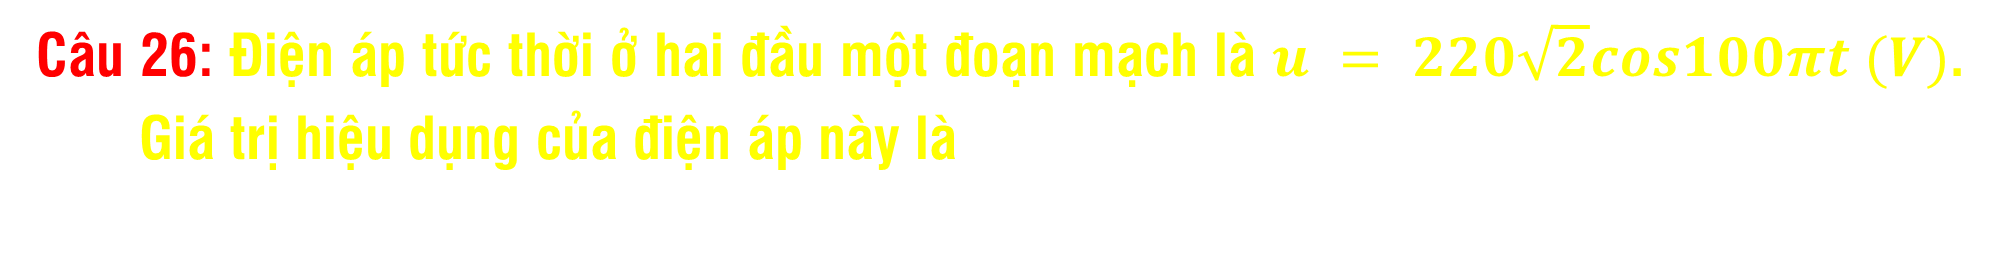 Câu 26: Điện áp tức thời ở hai đầu một đoạn mạch là u = 220√2cos100πt (V).
Giá trị hiệu dụng của điện áp này là